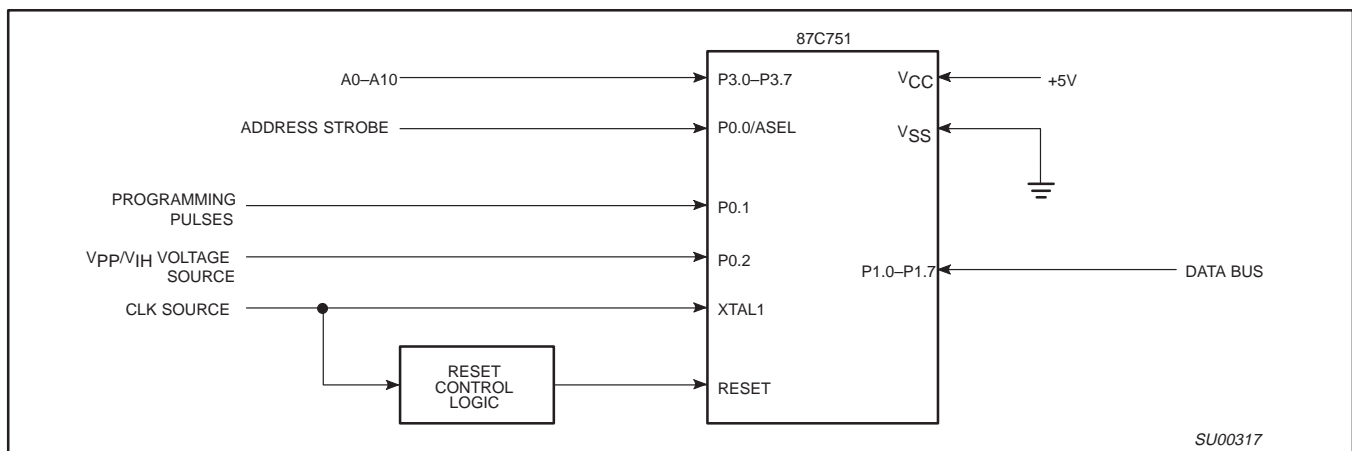 87C751
A0–A10
P3.0–P3.7
VCC
+5V
ADDRESS STROBE
P0.0/ASEL
VSS
PROGRAMMING
PULSES
P0.1
VPP/VIH VOLTAGE
SOURCE
P0.2
P1.0–P1.7
DATA BUS
CLK SOURCE
XTAL1
RESET
CONTROL
LOGIC
RESET
SU00317